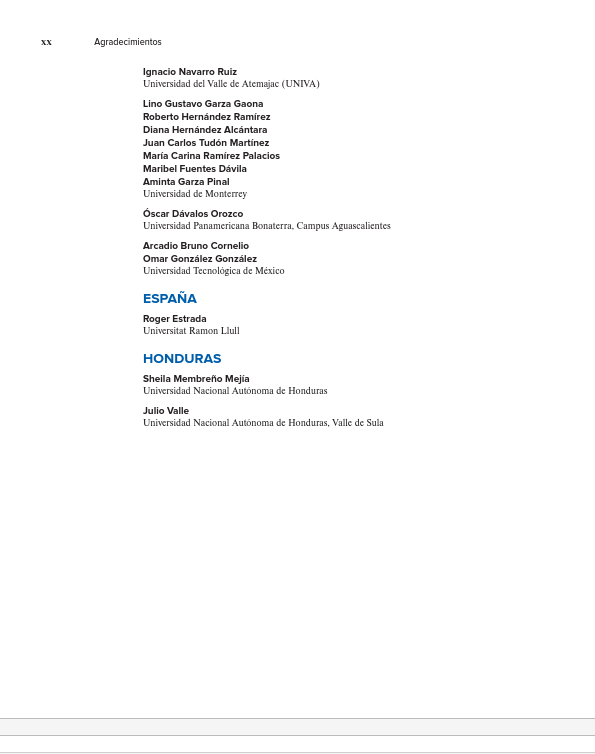 xx Agradecimientos
Ignacio Navarro Ruiz
Universidad del Valle de Atemajac (UNIVA)
Lino Gustavo Garza Gaona
Roberto Hernández Ramírez
Diana Hernández Alcántara
Juan Carlos Tudón Martínez
María Carina Ramírez Palacios
Maribel Fuentes Dávila
Aminta Garza Pinal
Universidad de Monterrey
Óscar Dávalos Orozco
Universidad Panamericana Bonaterra, Campus Aguascalientes
Arcadio Bruno Cornelio
Omar González González
Universidad Tecnológica de México
ESPAÑA
Roger Estrada
Universitat Ramon Llull
HONDURAS
Sheila Membreño Mejía
Universidad Nacional Autónoma de Honduras
Julio Valle
Universidad Nacional Autónoma de Honduras, Valle de Sula